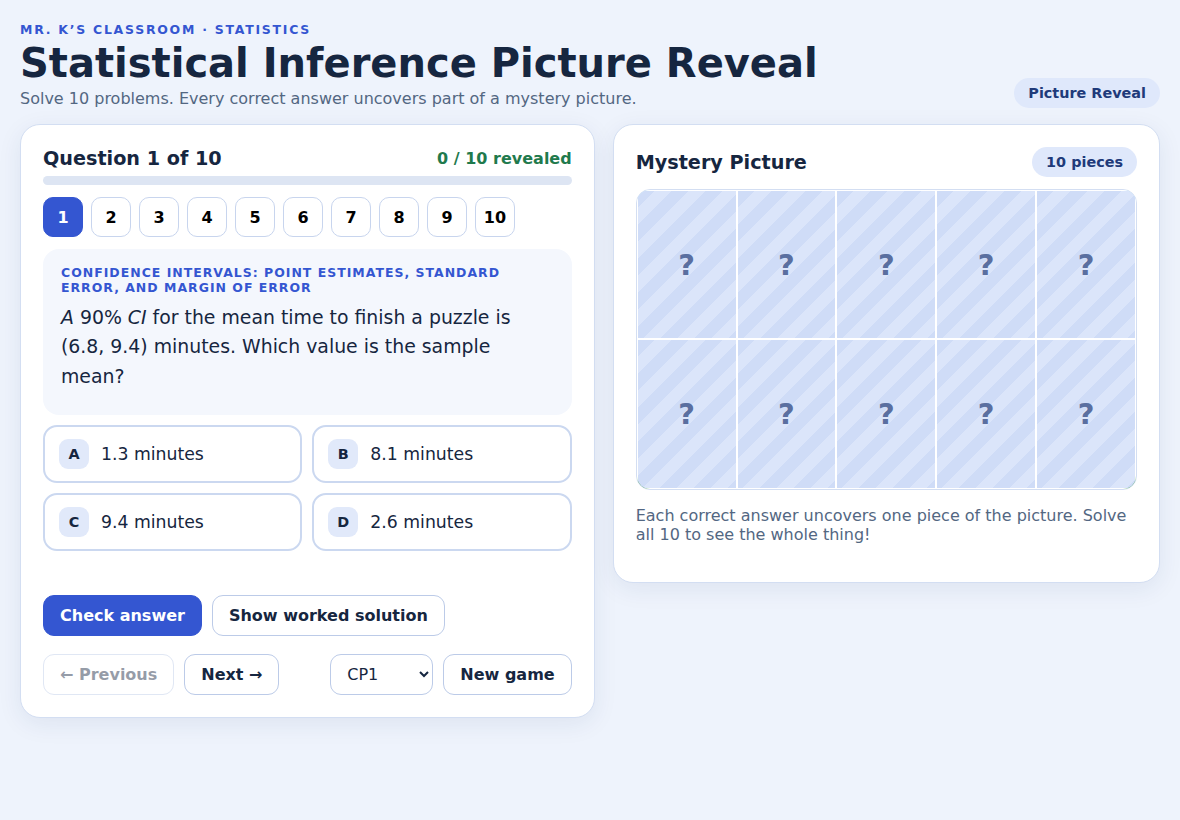 MR. K’S CLASSROOM · STATISTICS
Statistical Inference Picture Reveal
Solve 10 problems. Every correct answer uncovers part of a mystery picture.
Picture Reveal
Question 1 of 10
0 / 10 revealed
1 2 3 4 5 6 7 8 9 10
CONFIDENCE INTERVALS: POINT ESTIMATES, STANDARD
ERROR, AND MARGIN OF ERROR
A 90% CI for the mean time to finish a puzzle is
(6.8, 9.4) minutes. Which value is the sample
mean?
A 1.3 minutes
B 8.1 minutes
C 9.4 minutes
D 2.6 minutes
Check answer
Show worked solution
← Previous
Next →
CP1
New game
Mystery Picture
10 pieces
? ? ? ? ?
? ? ? ? ?
Each correct answer uncovers one piece of the picture. Solve
all 10 to see the whole thing!